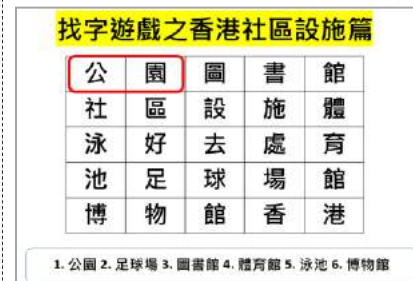 找字遊戲之香港社區設施篇
公 園 圖 書 館
社 區 設 施 體
泳 好 去 處 育
池 足 球 場 館
博 物 館 香 港
1. 公園 2. 足球場 3. 圖書館 4. 體育館 5. 泳池 6. 博物館